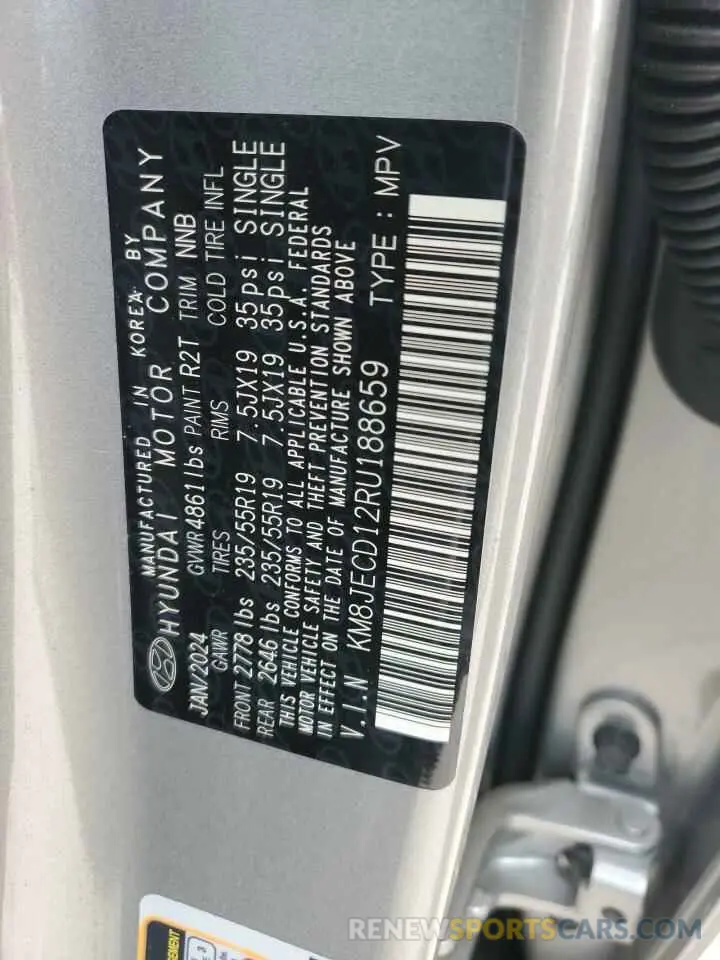 MANUFACTURED IN KOREA BY
HYUNDAI MOTOR COMPANY
JAN/2024 GVWR 4861 lbs PAINT R2T TRIM NNB
GAWR TIRES RIMS COLD TIRE INFL
FRONT 2778 lbs 235/55R19 7.5JX19 35psi SINGLE
REAR 2646 lbs 235/55R19 7.5JX19 35psi SINGLE
THIS VEHICLE CONFORMS TO ALL APPLICABLE U.S.A. FEDERAL
MOTOR VEHICLE SAFETY AND THEFT PREVENTION STANDARDS
IN EFFECT ON THE DATE OF MANUFACTURE SHOWN ABOVE
V.I.N KM8JECD12RU188659 TYPE : MPV
RENEWSPORTSCARS.COM